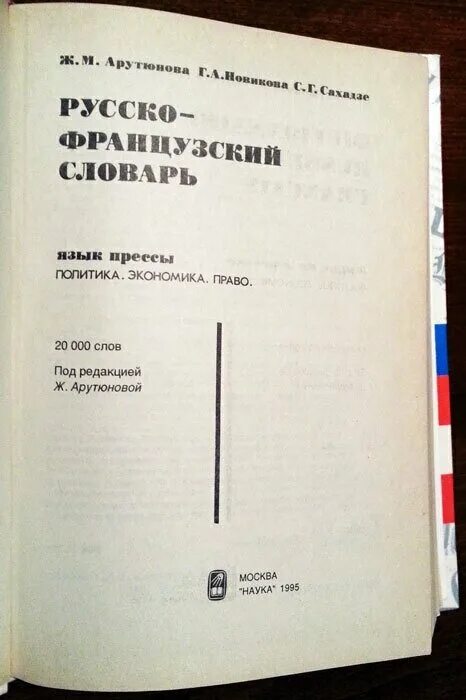 Ж.М. Арутюнова Г.А.Новикова С.Г.Сахадзе
РУССКО-
ФРАНЦУЗСКИЙ
СЛОВАРЬ
язык прессы
ПОЛИТИКА. ЭКОНОМИКА. ПРАВО.
20 000 слов
Под редакцией
Ж. Арутюновой
МОСКВА
"НАУКА" 1995